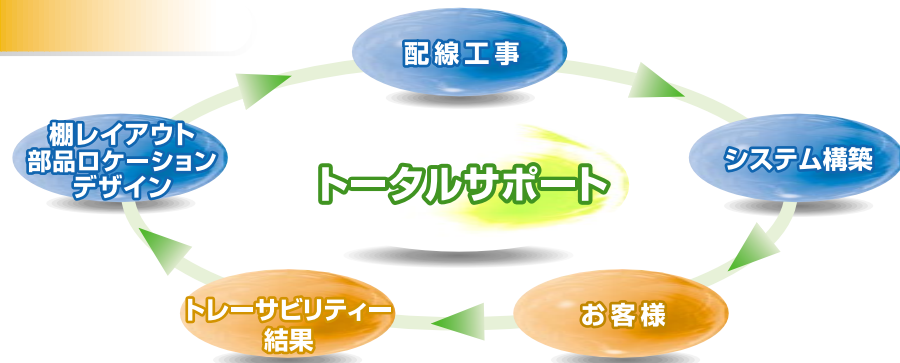 配線工事
棚レイアウト
部品ロケーション
デザイン
システム構築
トータルサポート
トレーサビリティー
結果
お客様